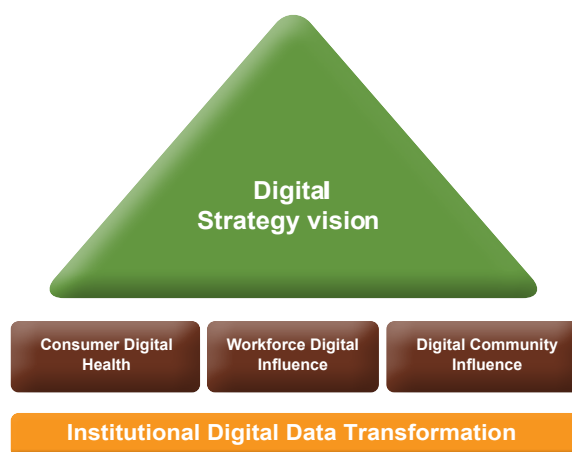 Digital
Strategy vision
Consumer Digital
Health
Workforce Digital
Influence
Digital Community
Influence
Institutional Digital Data Transformation